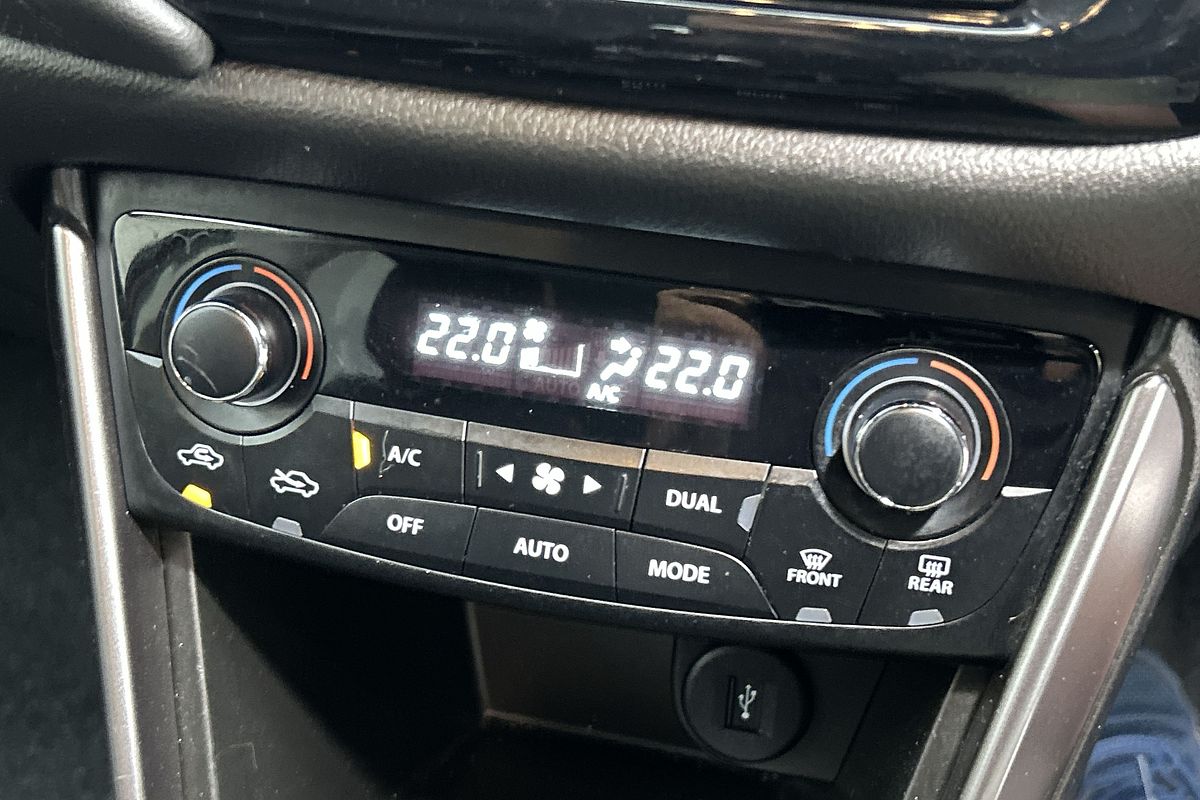 22.0 22.0
A/C
A/C
DUAL
OFF
AUTO
MODE
FRONT
REAR